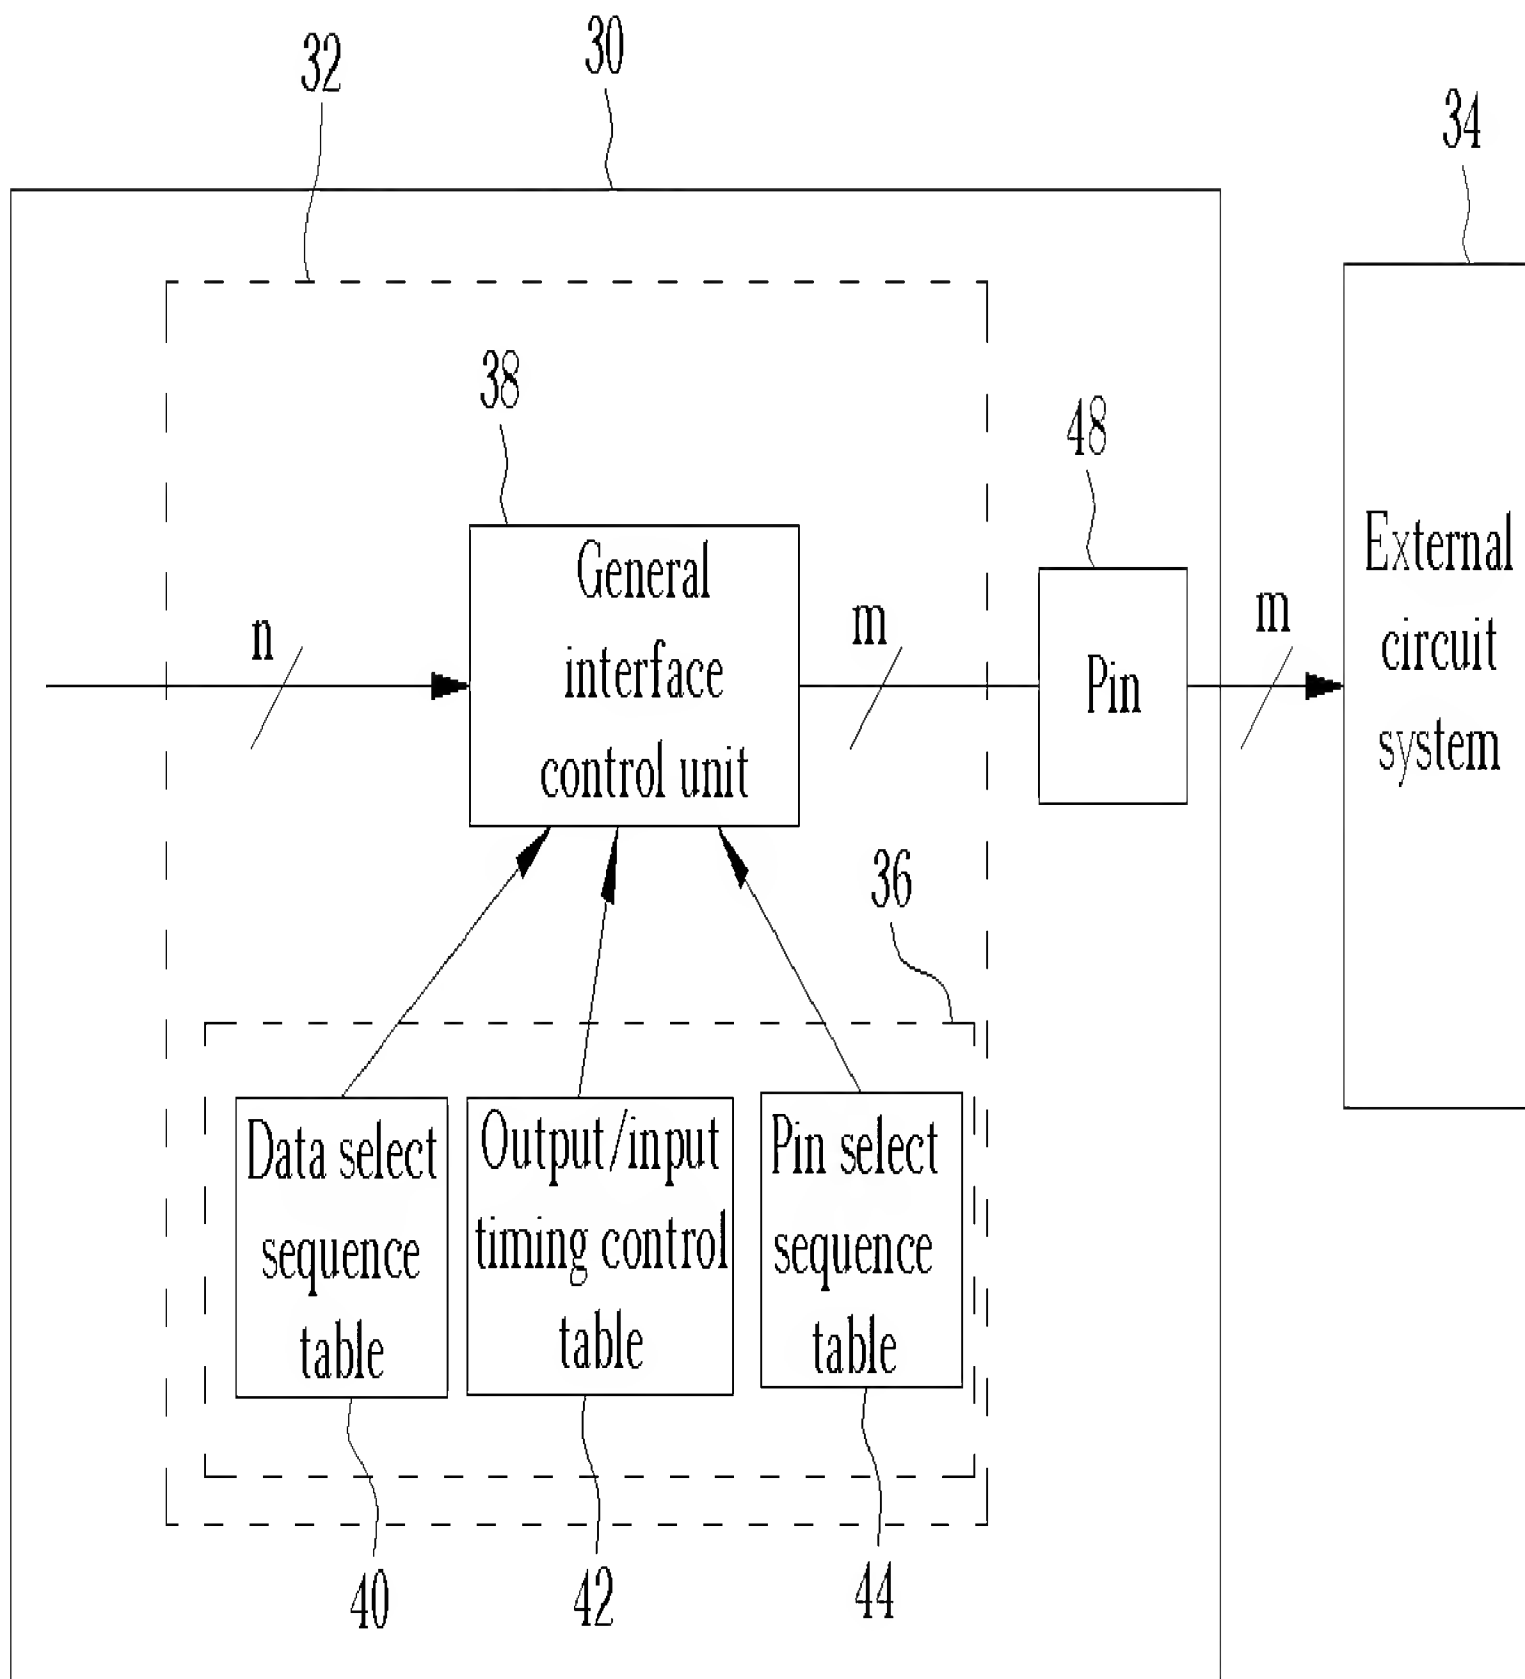 30
32
34
38
48
General
interface
control unit
n
m
Pin
m
External
circuit
system
36
Data select
sequence
table
Output/input
timing control
table
Pin select
sequence
table
40
42
44